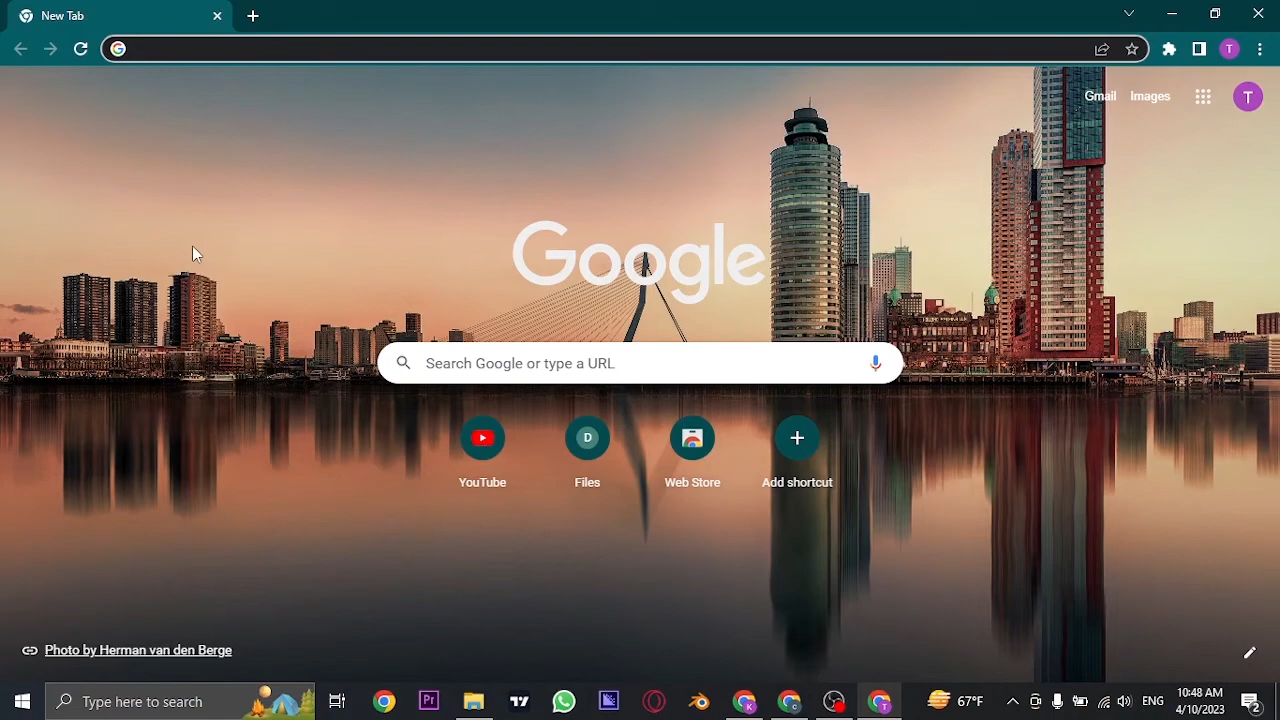 New Tab
Gmail Images
T
T
Google
Search Google or type a URL
D
YouTube Files Web Store Add shortcut
Photo by Herman van den Berge
Type here to search
Pr
K
C
T
67°F
ENG
10:48 AM
4/10/2023
2